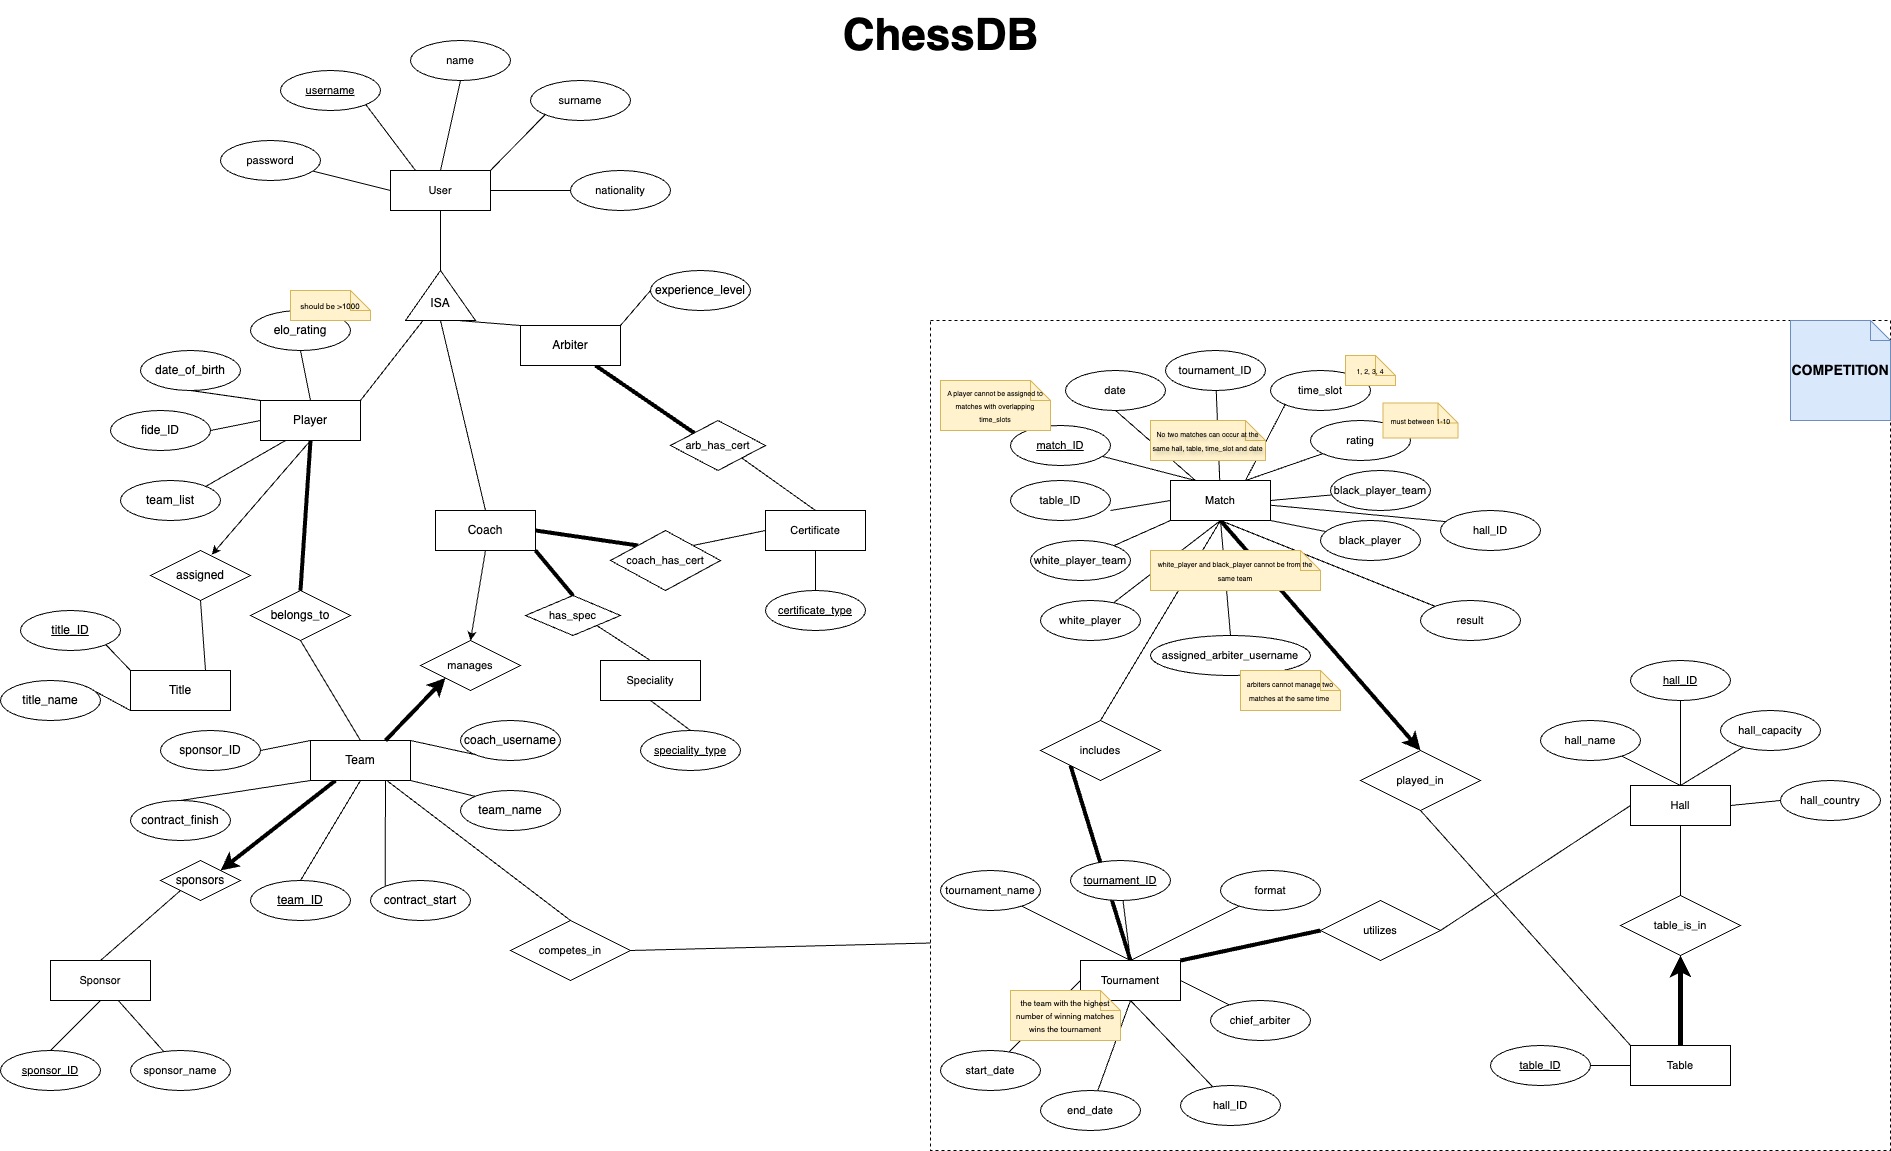 ChessDB
name
username
surname
password
User
nationality
ISA
experience_level
should be >1000
elo_rating
Arbiter
date_of_birth
Player
fide_ID
team_list
arb_has_cert
Coach
Certificate
coach_has_cert
assigned
belongs_to
has_spec
certificate_type
title_ID
manages
Title
title_name
Speciality
sponsor_ID
Team
coach_username
speciality_type
contract_finish
team_name
sponsors
team_ID
contract_start
competes_in
Sponsor
sponsor_ID
sponsor_name
COMPETITION
tournament_ID
1, 2, 3, 4
date
time_slot
A player cannot be assigned to
matches with overlapping
time_slots
must between 1-10
match_ID
No two matches can occur at the
same hall, table, time_slot and date
rating
table_ID
Match
black_player_team
hall_ID
black_player
white_player_team
white_player and black_player cannot be from the
same team
white_player
result
assigned_arbiter_username
arbiters cannot manage two
matches at the same time
hall_ID
hall_name
hall_capacity
includes
played_in
Hall
hall_country
tournament_name
tournament_ID
format
utilizes
table_is_in
Tournament
the team with the highest
number of winning matches
wins the tournament
chief_arbiter
start_date
end_date
hall_ID
table_ID
Table